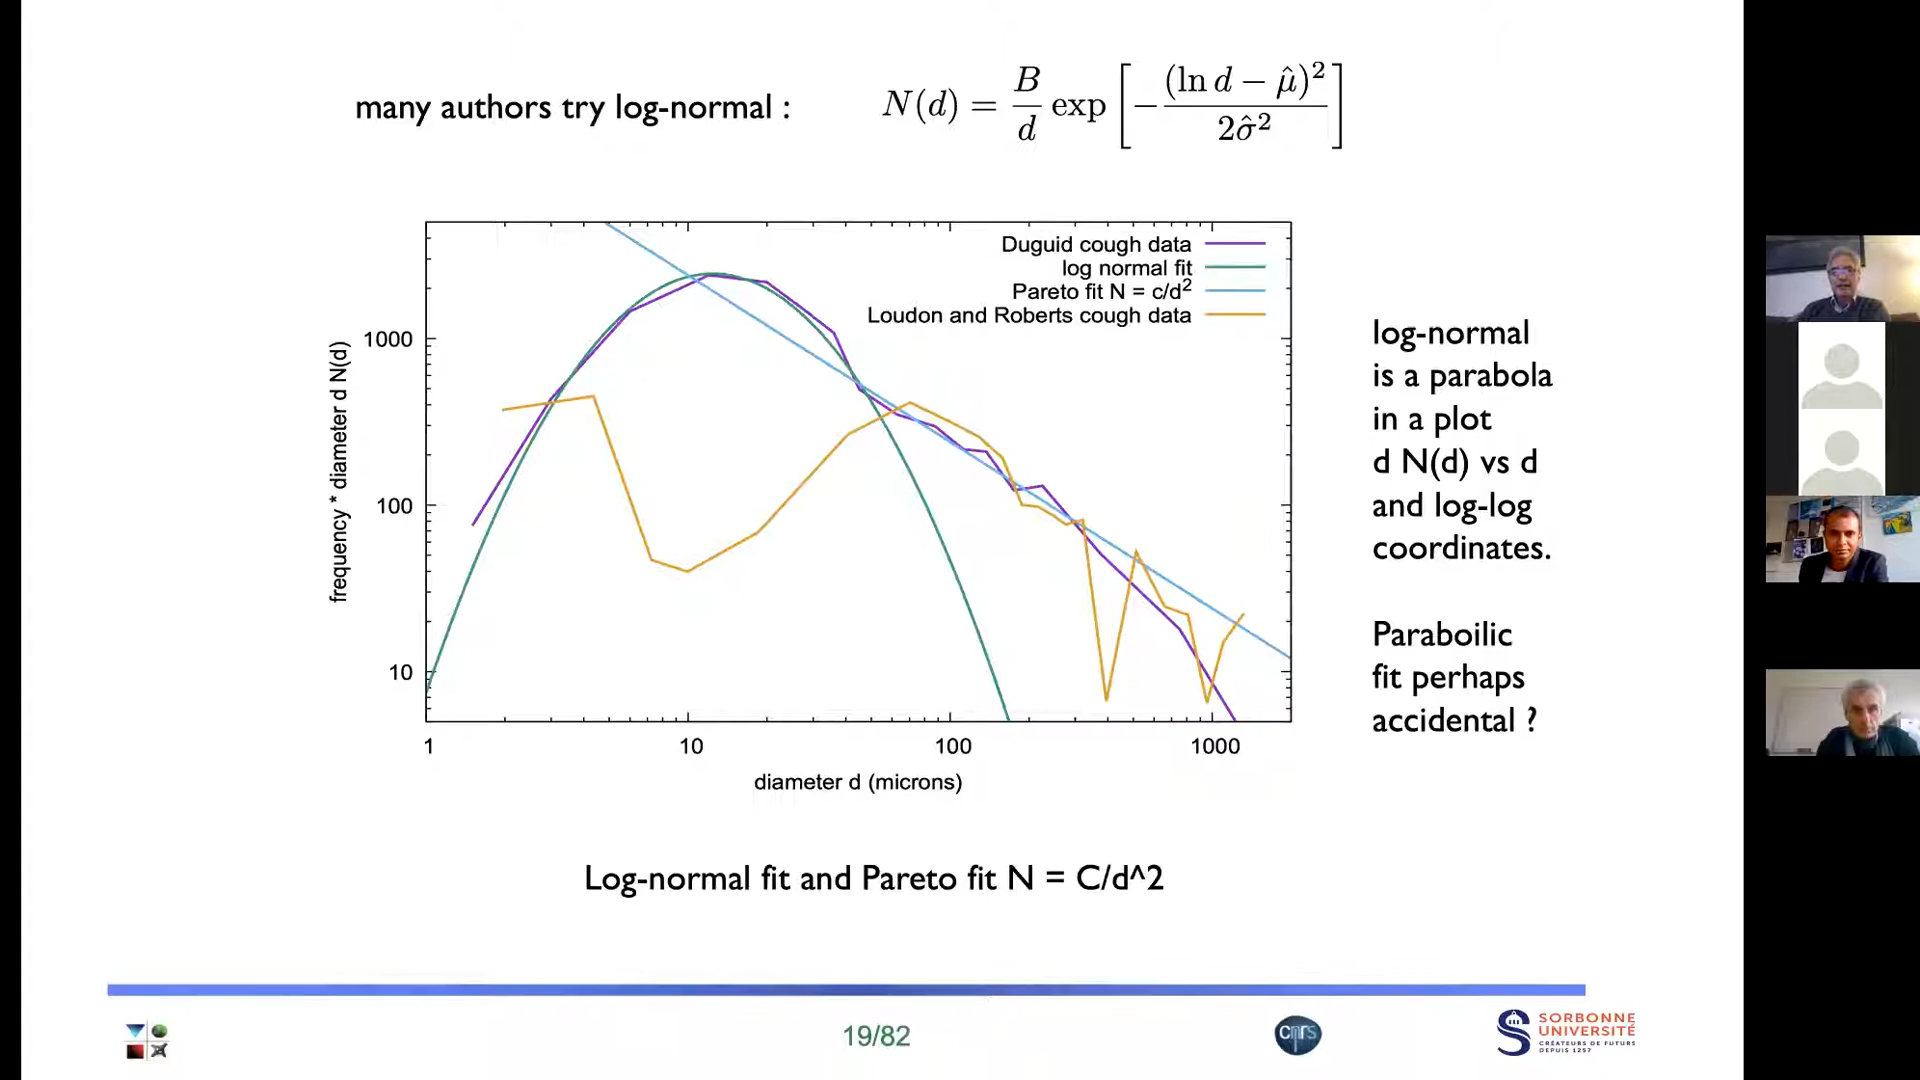 many authors try log-normal :
N(d) = B/d exp [ − (ln d − μ̂)² / 2σ̂² ]
Duguid cough data
log normal fit
Pareto fit N = c/d²
Loudon and Roberts cough data
frequency * diameter d N(d)
1000
100
10
1
10
100
1000
diameter d (microns)
log-normal
is a parabola
in a plot
d N(d) vs d
and log-log
coordinates.
Paraboilic
fit perhaps
accidental ?
Log-normal fit and Pareto fit N = C/d^2
19/82
cnrs
SORBONNE
UNIVERSITÉ
CRÉATEURS DE FUTURS
DEPUIS 1257